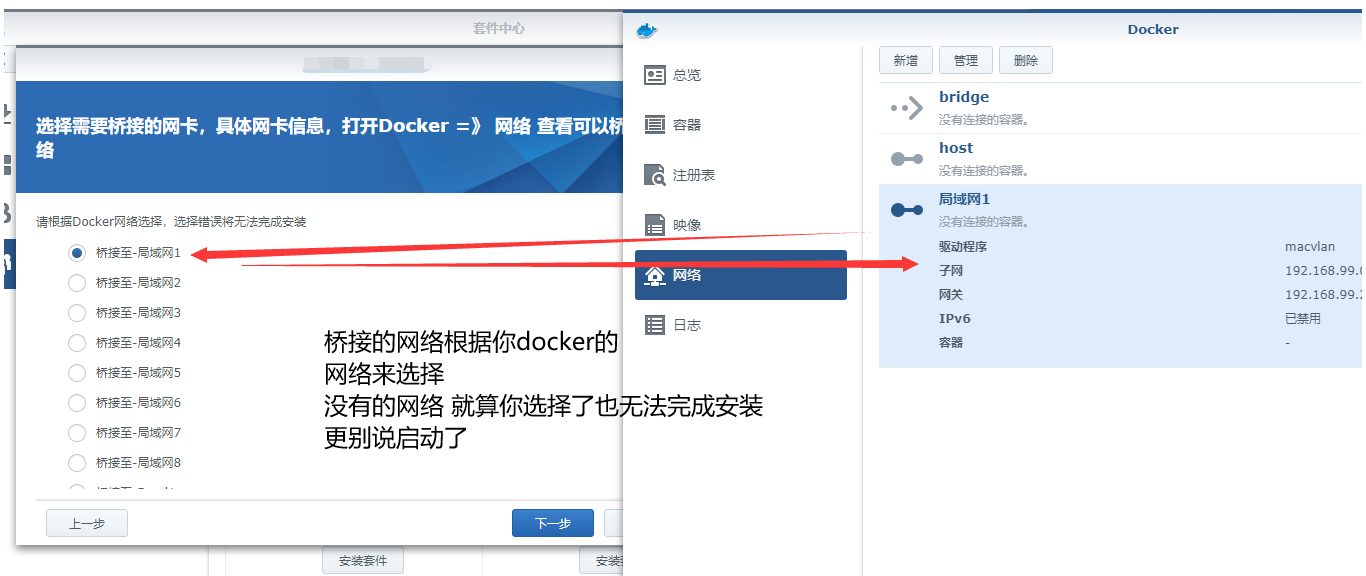 套件中心
选择需要桥接的网卡，具体网卡信息，打开Docker =》 网络 查看可以桥
络
请根据Docker网络选择，选择错误将无法完成安装
桥接至-局域网1
桥接至-局域网2
桥接至-局域网3
桥接至-局域网4
桥接至-局域网5
桥接至-局域网6
桥接至-局域网7
桥接至-局域网8
桥接的网络根据你docker的
网络来选择
没有的网络 就算你选择了也无法完成安装
更别说启动了
上一步
下一步
安装套件
安装
Docker
总览
容器
注册表
映像
网络
日志
新增 管理 删除
bridge
没有连接的容器。
host
没有连接的容器。
局域网1
没有连接的容器。
驱动程序 macvlan
子网 192.168.99.
网关 192.168.99.
IPv6 已禁用
容器 -